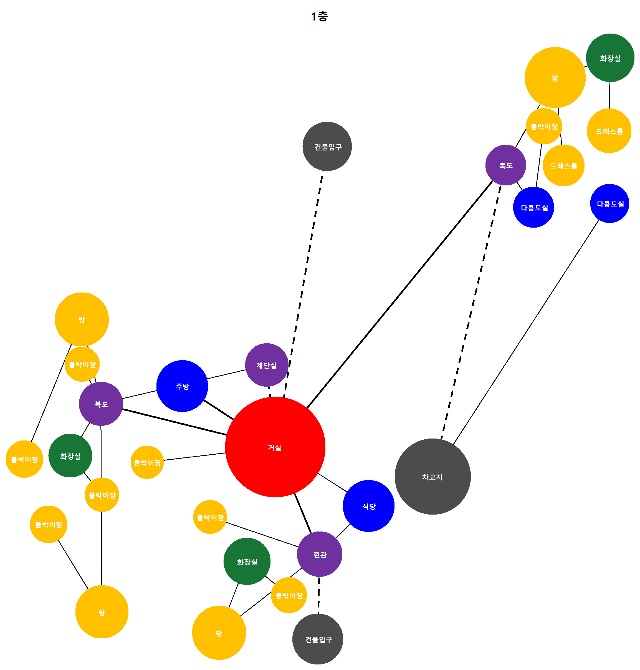 1층
화장실
방
붙박이장
드레스룸
건물입구
복도
드레스룸
다용도실
다용도실
방
붙박이장
계단실
주방
복도
거실
화장실
붙박이장
붙박이장
차고지
붙박이장
식당
붙박이장
붙박이장
현관
화장실
붙박이장
방
방
건물입구